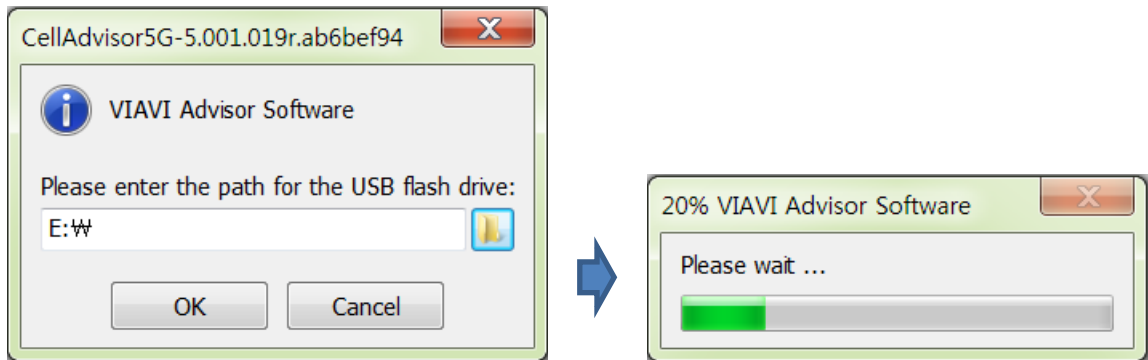 CellAdvisor5G-5.001.019r.ab6bef94
VIAVI Advisor Software
Please enter the path for the USB flash drive:
E:₩
OK
Cancel
20% VIAVI Advisor Software
Please wait ...